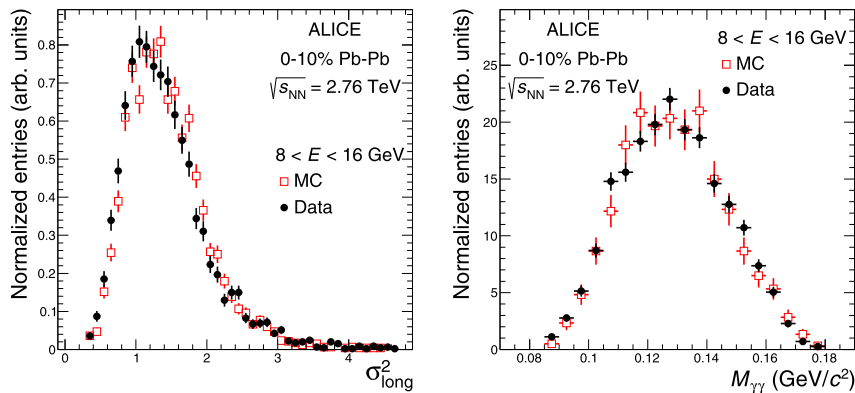 Normalized entries (arb. units)
0.8
0.7
0.6
0.5
0.4
0.3
0.2
0.1
0
ALICE
0-10% Pb-Pb
√sNN = 2.76 TeV
8 < E < 16 GeV
MC
Data
0 1 2 3 4
σ²long
Normalized entries (arb. units)
25
20
15
10
5
0
ALICE
0-10% Pb-Pb
√sNN = 2.76 TeV
8 < E < 16 GeV
MC
Data
0.08 0.1 0.12 0.14 0.16 0.18
Mγγ (GeV/c²)